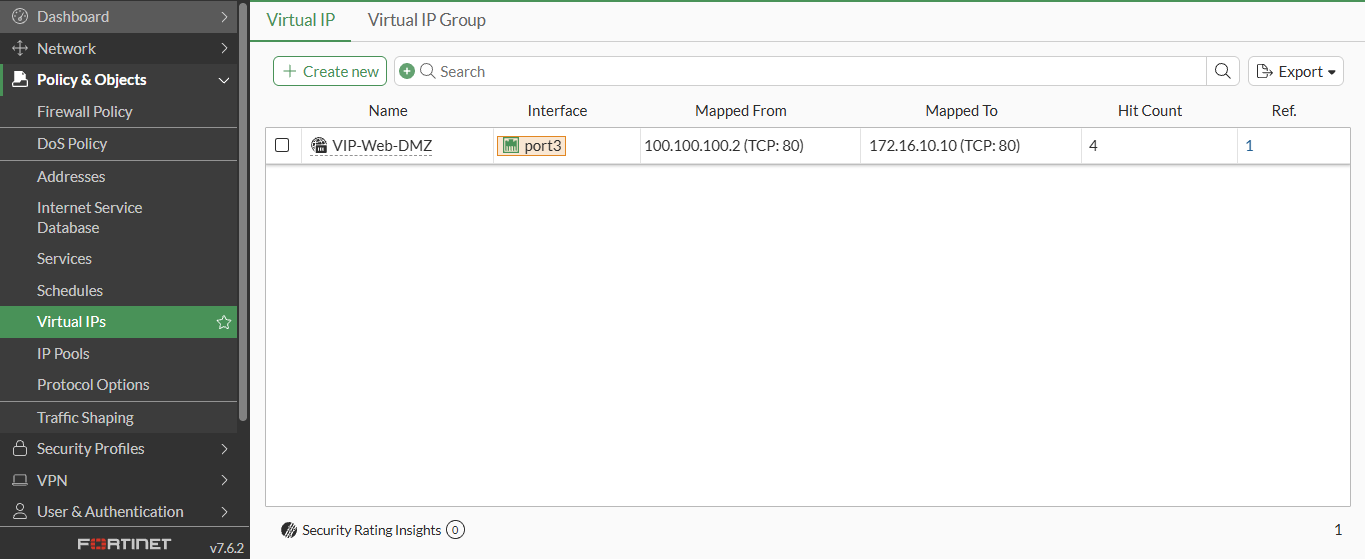 Dashboard
Network
Policy & Objects
Firewall Policy
DoS Policy
Addresses
Internet Service
Database
Services
Schedules
Virtual IPs
IP Pools
Protocol Options
Traffic Shaping
Security Profiles
VPN
User & Authentication
FORTINET v7.6.2
Virtual IP Virtual IP Group
Create new Search Export
Name Interface Mapped From Mapped To Hit Count Ref.
VIP-Web-DMZ port3 100.100.100.2 (TCP: 80) 172.16.10.10 (TCP: 80) 4 1
Security Rating Insights 0 1